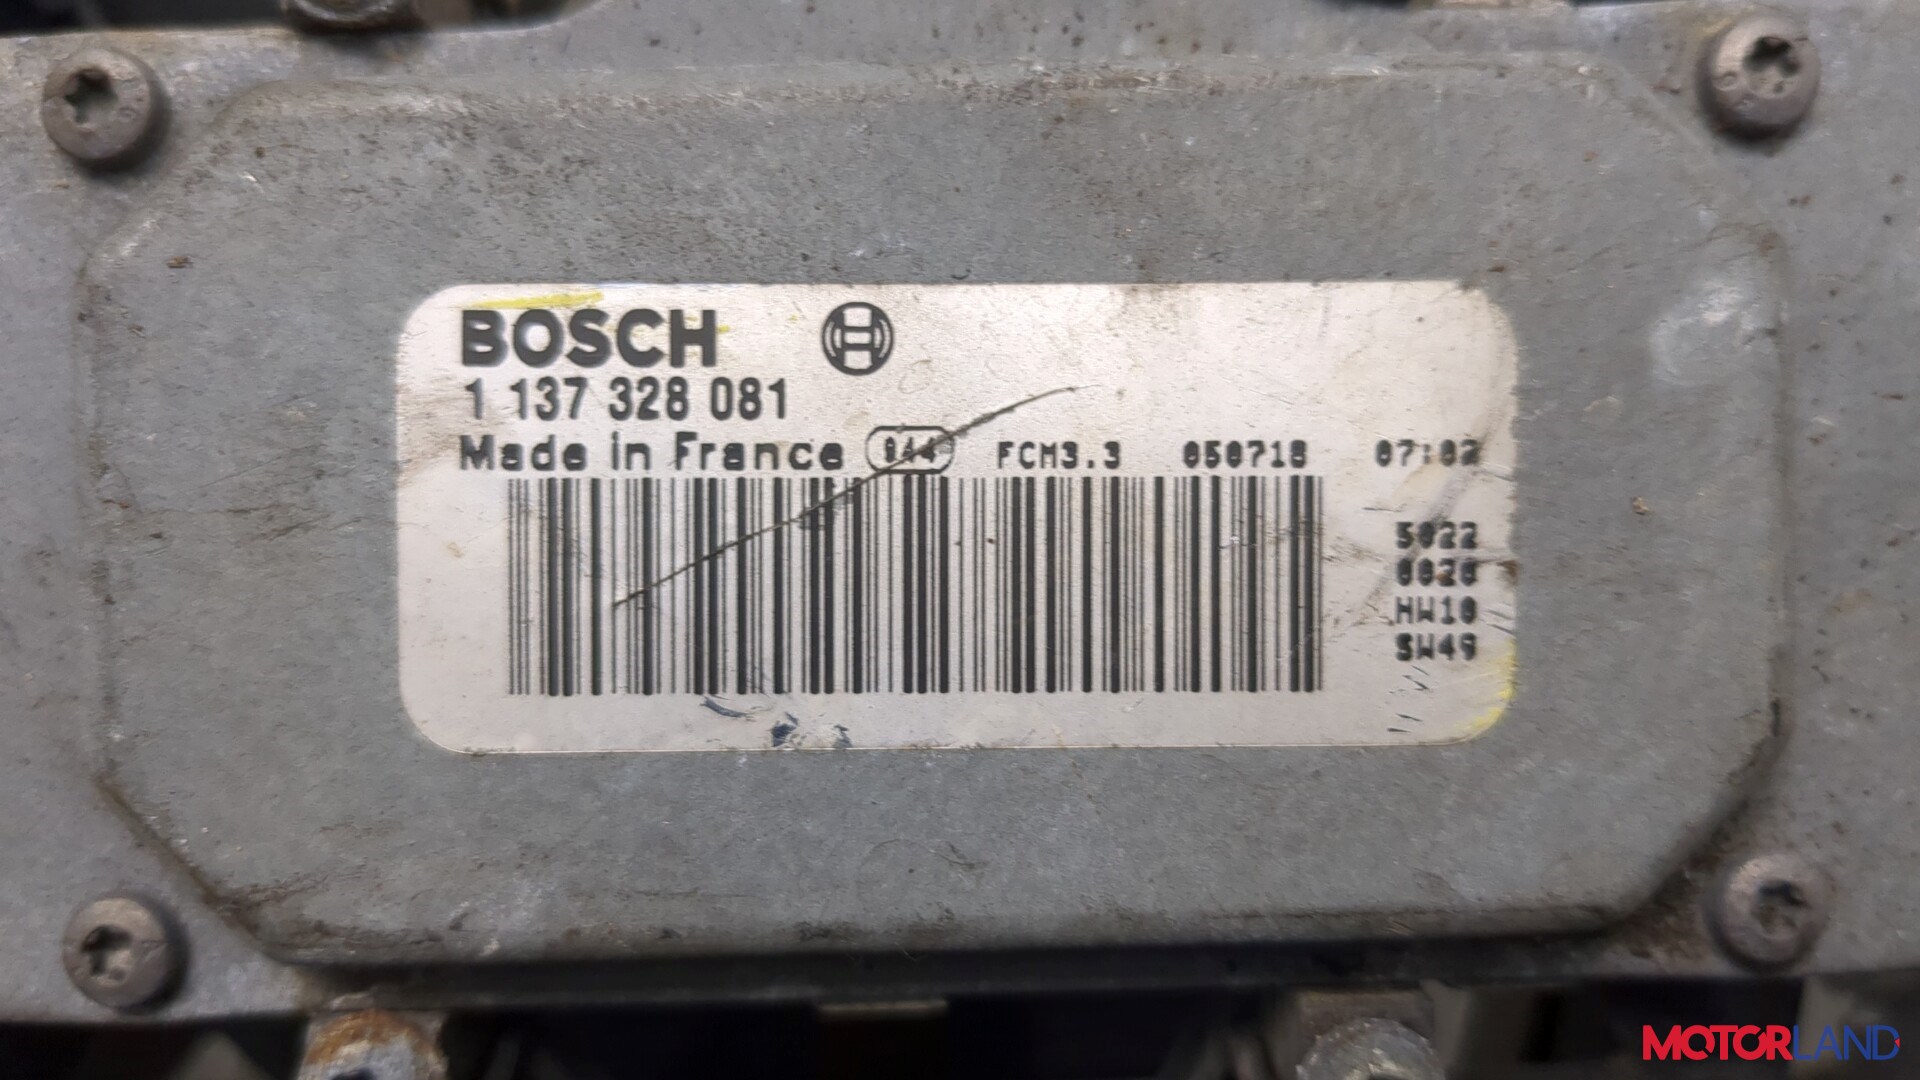 BOSCH
1 137 328 081
Made in France 044 FCM3.3 050718 07:02
5022
0020
HW10
SW49
MOTORLAND